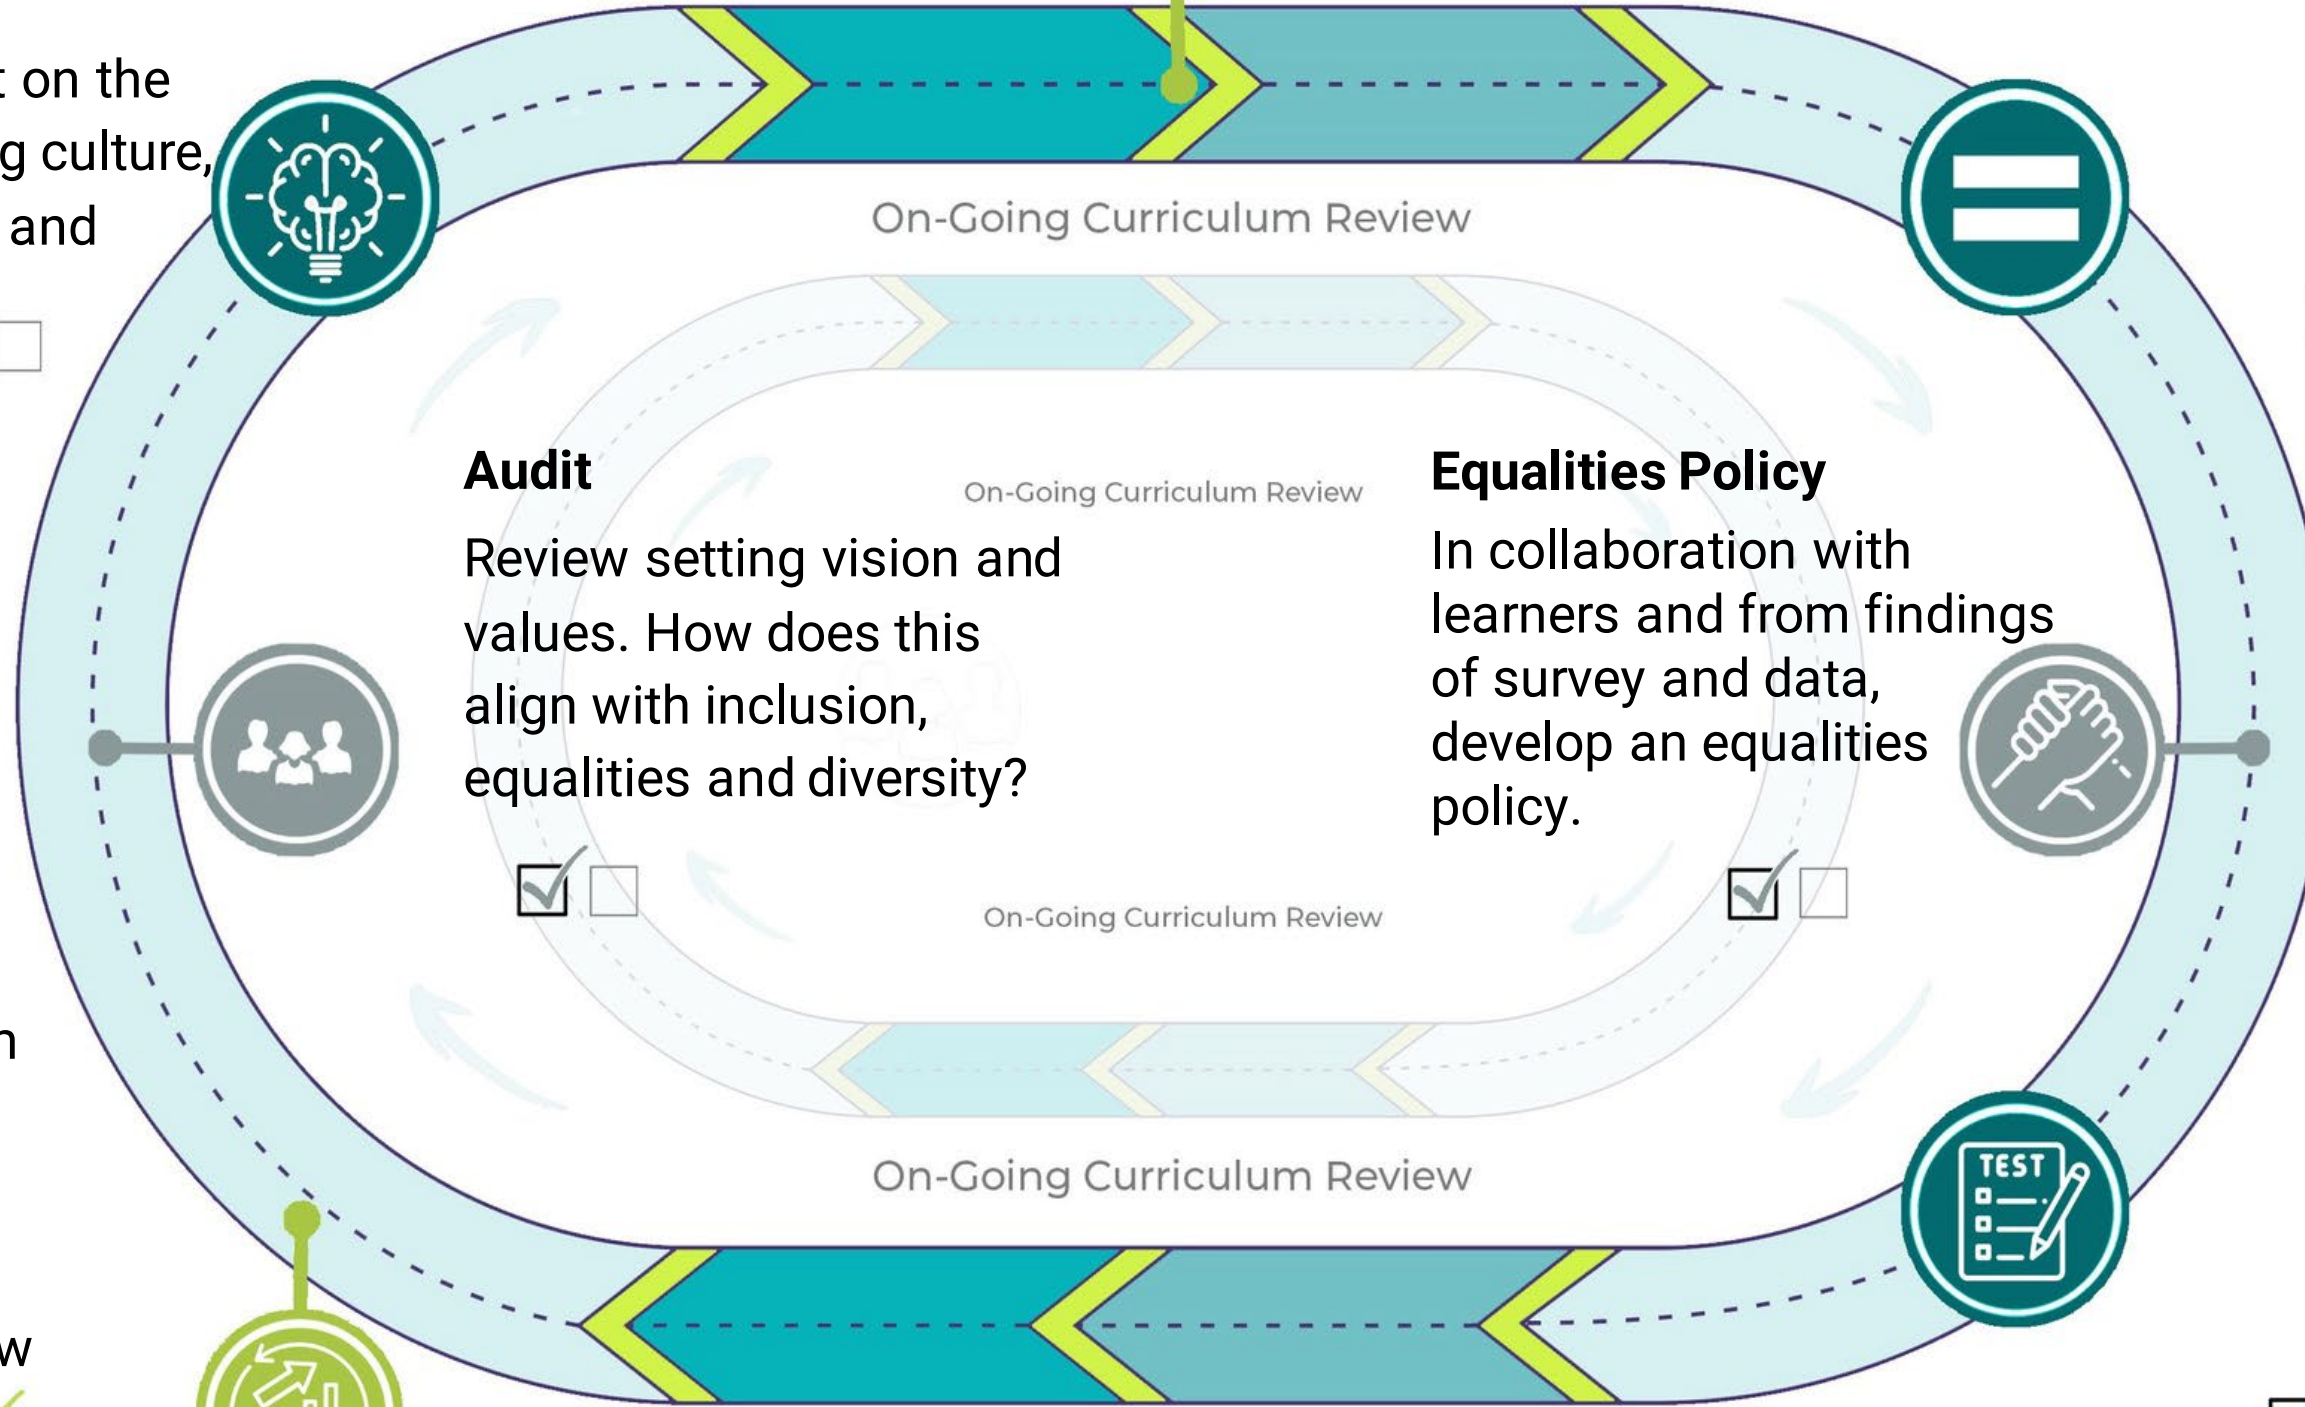 t on the
g culture,
and
On-Going Curriculum Review
Audit
Review setting vision and
values. How does this
align with inclusion,
equalities and diversity?
On-Going Curriculum Review
Equalities Policy
In collaboration with
learners and from findings
of survey and data,
develop an equalities
policy.
On-Going Curriculum Review
n
On-Going Curriculum Review
TEST
w